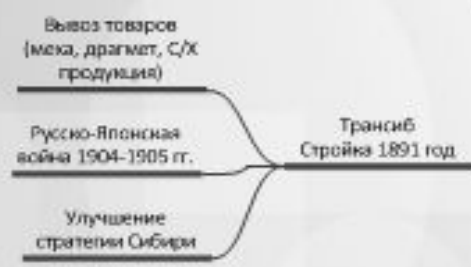 Вывоз товаров
(меха, драгмет, С/Х
продукция)
Русско-Японская
война 1904-1905 гг.
Улучшение
стратегии Сибири
Трансиб
Стройка 1891 год